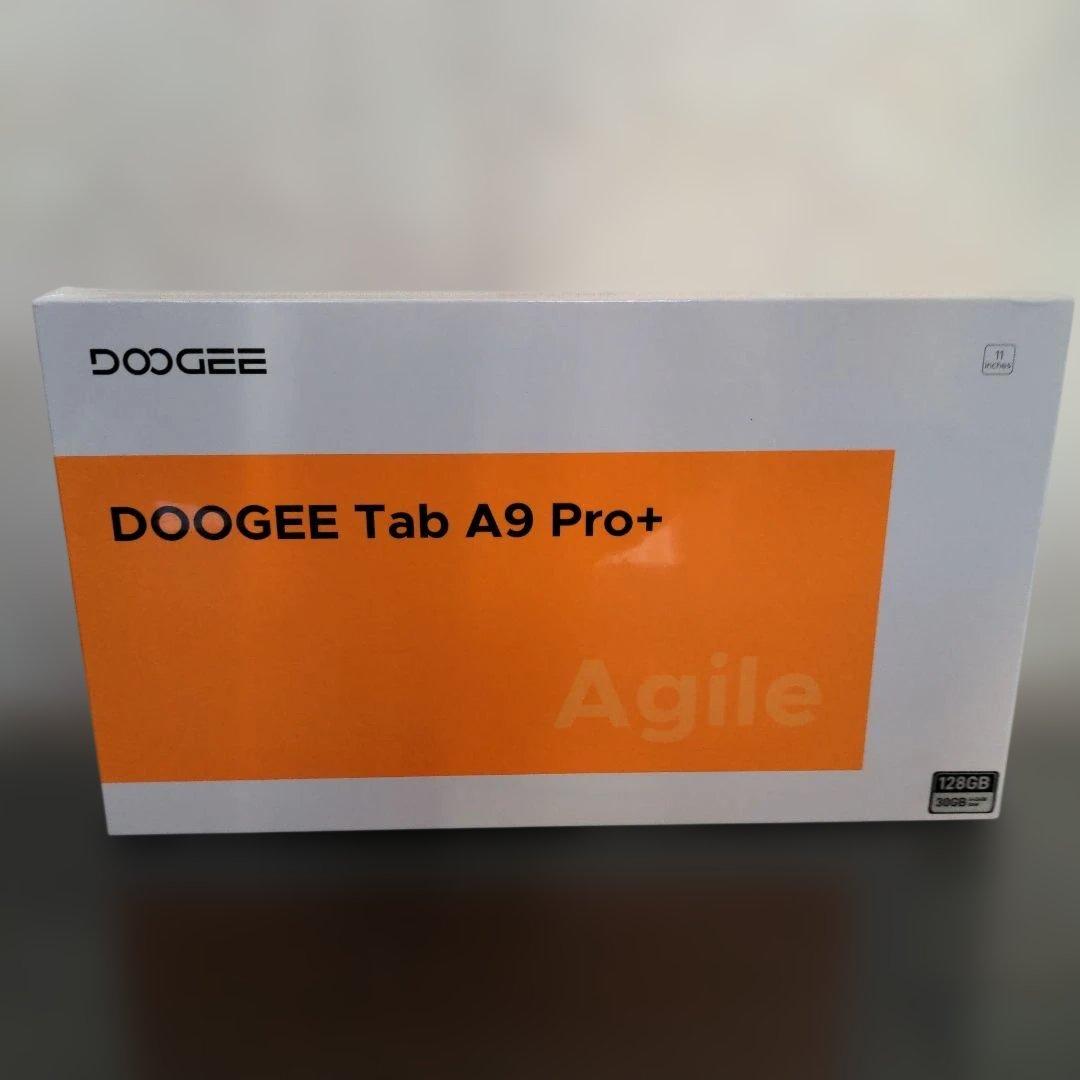 DOOGEE
11
inches
DOOGEE Tab A9 Pro+
Agile
128GB
30GB